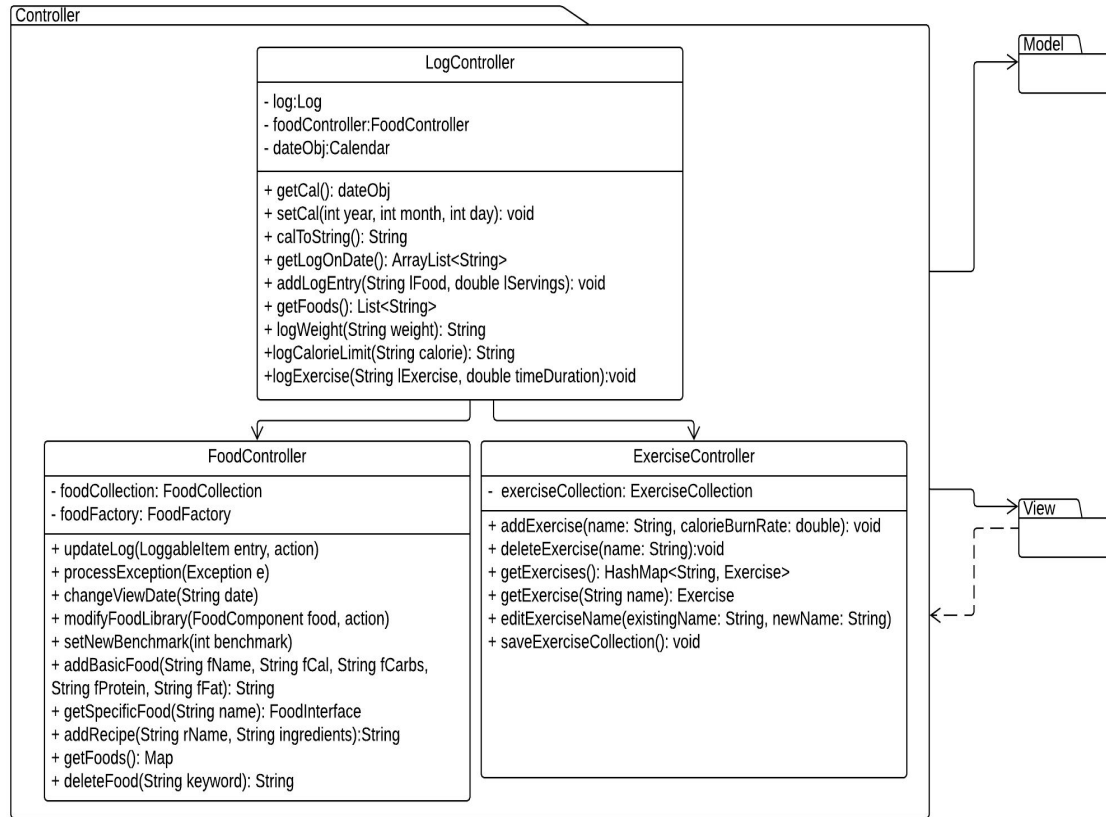 Controller
LogController
- log:Log
- foodController:FoodController
- dateObj:Calendar
+ getCal(): dateObj
+ setCal(int year, int month, int day): void
+ calToString(): String
+ getLogOnDate(): ArrayList<String>
+ addLogEntry(String lFood, double lServings): void
+ getFoods(): List<String>
+ logWeight(String weight): String
+logCalorieLimit(String calorie): String
+logExercise(String lExercise, double timeDuration):void
FoodController
- foodCollection: FoodCollection
- foodFactory: FoodFactory
+ updateLog(LoggableItem entry, action)
+ processException(Exception e)
+ changeViewDate(String date)
+ modifyFoodLibrary(FoodComponent food, action)
+ setNewBenchmark(int benchmark)
+ addBasicFood(String fName, String fCal, String fCarbs,
String fProtein, String fFat): String
+ getSpecificFood(String name): FoodInterface
+ addRecipe(String rName, String ingredients):String
+ getFoods(): Map
+ deleteFood(String keyword): String
ExerciseController
- exerciseCollection: ExerciseCollection
+ addExercise(name: String, calorieBurnRate: double): void
+ deleteExercise(name: String):void
+ getExercises(): HashMap<String, Exercise>
+ getExercise(String name): Exercise
+ editExerciseName(existingName: String, newName: String)
+ saveExerciseCollection(): void
Model
View